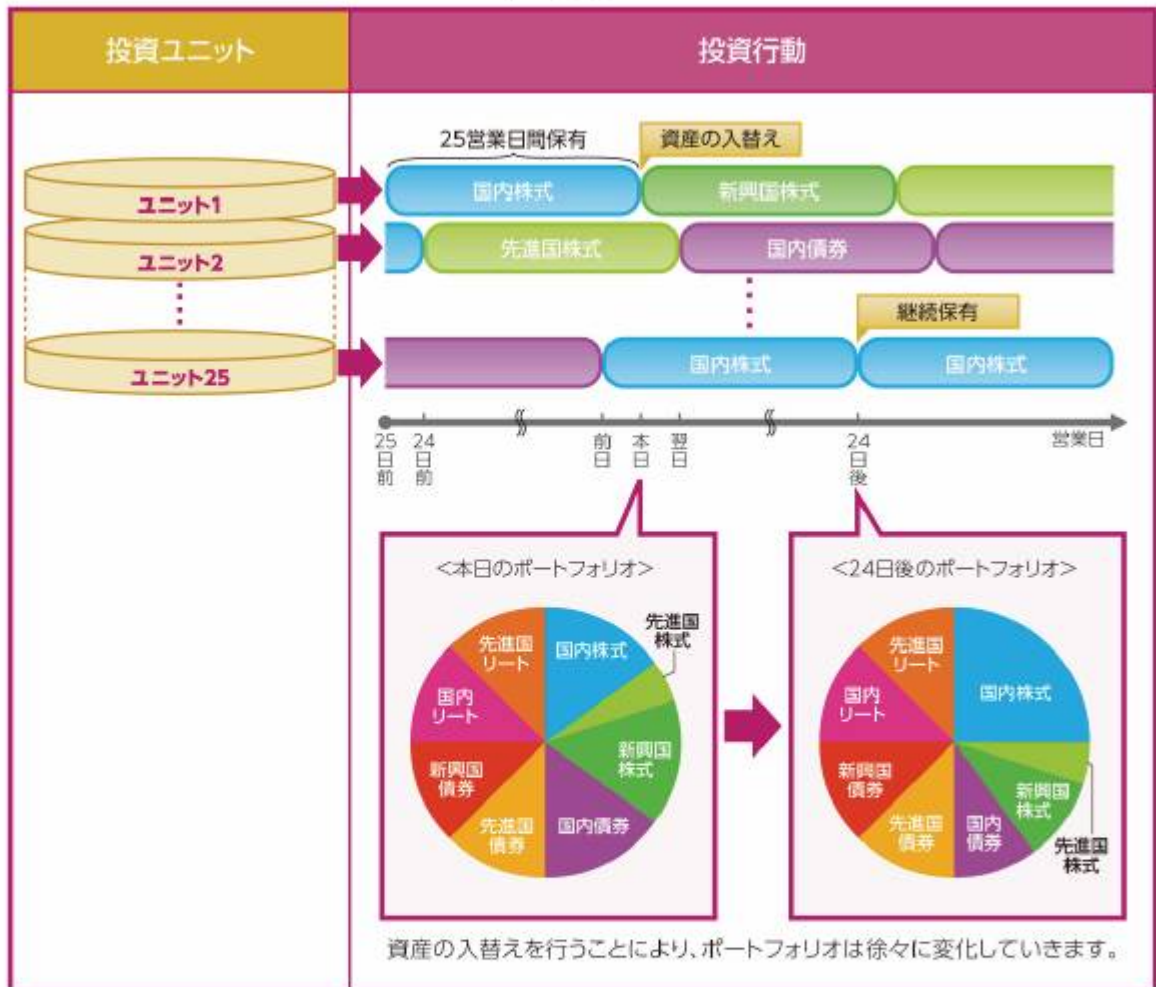 投資ユニット
投資行動
25営業日間保有
資産の入替え
ユニット1
国内株式
新興国株式
ユニット2
先進国株式
国内債券
継続保有
ユニット25
国内株式
国内株式
25日前
24日前
前日
本日
翌日
24日後
営業日
<本日のポートフォリオ>
国内株式
先進国
株式
新興国
株式
国内債券
先進国
債券
新興国
債券
国内
リート
先進国
リート
<24日後のポートフォリオ>
国内株式
先進国
株式
新興国
株式
国内
債券
先進国
債券
新興国
債券
国内
リート
先進国
リート
資産の入替えを行うことにより、ポートフォリオは徐々に変化していきます。